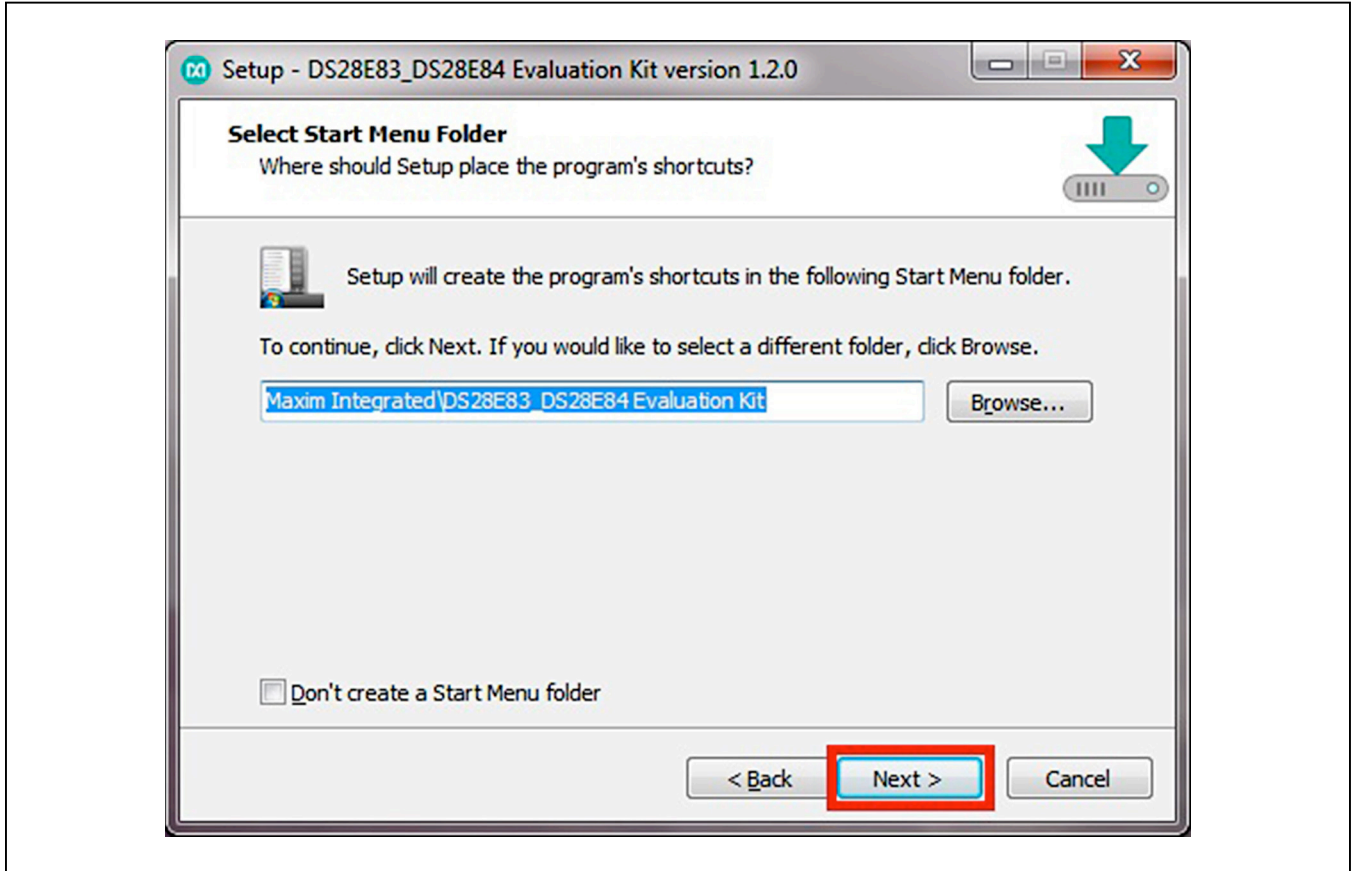 Setup - DS28E83_DS28E84 Evaluation Kit version 1.2.0
Select Start Menu Folder
Where should Setup place the program's shortcuts?
Setup will create the program's shortcuts in the following Start Menu folder.
To continue, click Next. If you would like to select a different folder, click Browse.
Maxim Integrated\DS28E83_DS28E84 Evaluation Kit
Browse...
Don't create a Start Menu folder
< Back
Next >
Cancel